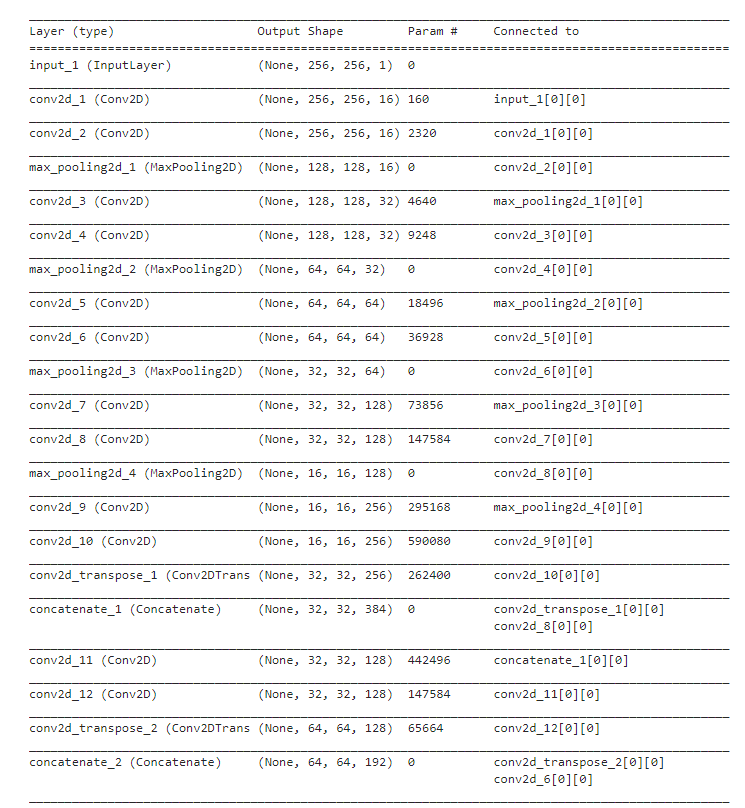 Layer (type) Output Shape Param # Connected to
input_1 (InputLayer) (None, 256, 256, 1) 0
conv2d_1 (Conv2D) (None, 256, 256, 16) 160 input_1[0][0]
conv2d_2 (Conv2D) (None, 256, 256, 16) 2320 conv2d_1[0][0]
max_pooling2d_1 (MaxPooling2D) (None, 128, 128, 16) 0 conv2d_2[0][0]
conv2d_3 (Conv2D) (None, 128, 128, 32) 4640 max_pooling2d_1[0][0]
conv2d_4 (Conv2D) (None, 128, 128, 32) 9248 conv2d_3[0][0]
max_pooling2d_2 (MaxPooling2D) (None, 64, 64, 32) 0 conv2d_4[0][0]
conv2d_5 (Conv2D) (None, 64, 64, 64) 18496 max_pooling2d_2[0][0]
conv2d_6 (Conv2D) (None, 64, 64, 64) 36928 conv2d_5[0][0]
max_pooling2d_3 (MaxPooling2D) (None, 32, 32, 64) 0 conv2d_6[0][0]
conv2d_7 (Conv2D) (None, 32, 32, 128) 73856 max_pooling2d_3[0][0]
conv2d_8 (Conv2D) (None, 32, 32, 128) 147584 conv2d_7[0][0]
max_pooling2d_4 (MaxPooling2D) (None, 16, 16, 128) 0 conv2d_8[0][0]
conv2d_9 (Conv2D) (None, 16, 16, 256) 295168 max_pooling2d_4[0][0]
conv2d_10 (Conv2D) (None, 16, 16, 256) 590080 conv2d_9[0][0]
conv2d_transpose_1 (Conv2DTrans (None, 32, 32, 256) 262400 conv2d_10[0][0]
concatenate_1 (Concatenate) (None, 32, 32, 384) 0 conv2d_transpose_1[0][0]
conv2d_8[0][0]
conv2d_11 (Conv2D) (None, 32, 32, 128) 442496 concatenate_1[0][0]
conv2d_12 (Conv2D) (None, 32, 32, 128) 147584 conv2d_11[0][0]
conv2d_transpose_2 (Conv2DTrans (None, 64, 64, 128) 65664 conv2d_12[0][0]
concatenate_2 (Concatenate) (None, 64, 64, 192) 0 conv2d_transpose_2[0][0]
conv2d_6[0][0]